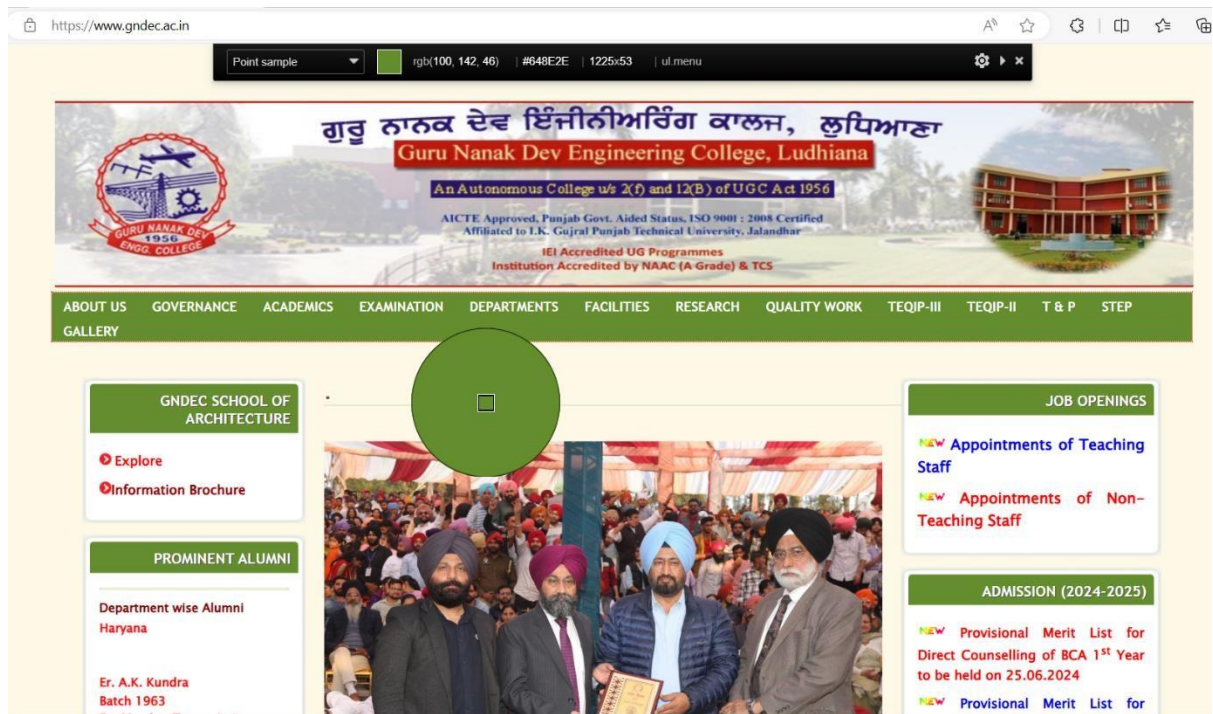 https://www.gndec.ac.in
Point sample
rgb(100, 142, 46) | #648E2E | 1225x53 | ul.menu
ਗੁਰੂ ਨਾਨਕ ਦੇਵ ਇੰਜੀਨੀਅਰਿੰਗ ਕਾਲਜ, ਲੁਧਿਆਣਾ
Guru Nanak Dev Engineering College, Ludhiana
An Autonomous College u/s 2(f) and 12(B) of UGC Act 1956
AICTE Approved, Punjab Govt. Aided Status, ISO 9001 : 2008 Certified
Affiliated to I.K. Gujral Punjab Technical University, Jalandhar
IEI Accredited UG Programmes
Institution Accredited by NAAC (A Grade) & TCS
GURU NANAK DEV
1956
ENGG. COLLEGE
ABOUT US GOVERNANCE ACADEMICS EXAMINATION DEPARTMENTS FACILITIES RESEARCH QUALITY WORK TEQIP-III TEQIP-II T & P STEP
GALLERY
GNDEC SCHOOL OF
ARCHITECTURE
Explore
Information Brochure
PROMINENT ALUMNI
Department wise Alumni
Haryana
Er. A.K. Kundra
Batch 1963
JOB OPENINGS
NEW Appointments of Teaching
Staff
NEW Appointments of Non-
Teaching Staff
ADMISSION (2024-2025)
NEW Provisional Merit List for
Direct Counselling of BCA 1st Year
to be held on 25.06.2024
NEW Provisional Merit List for